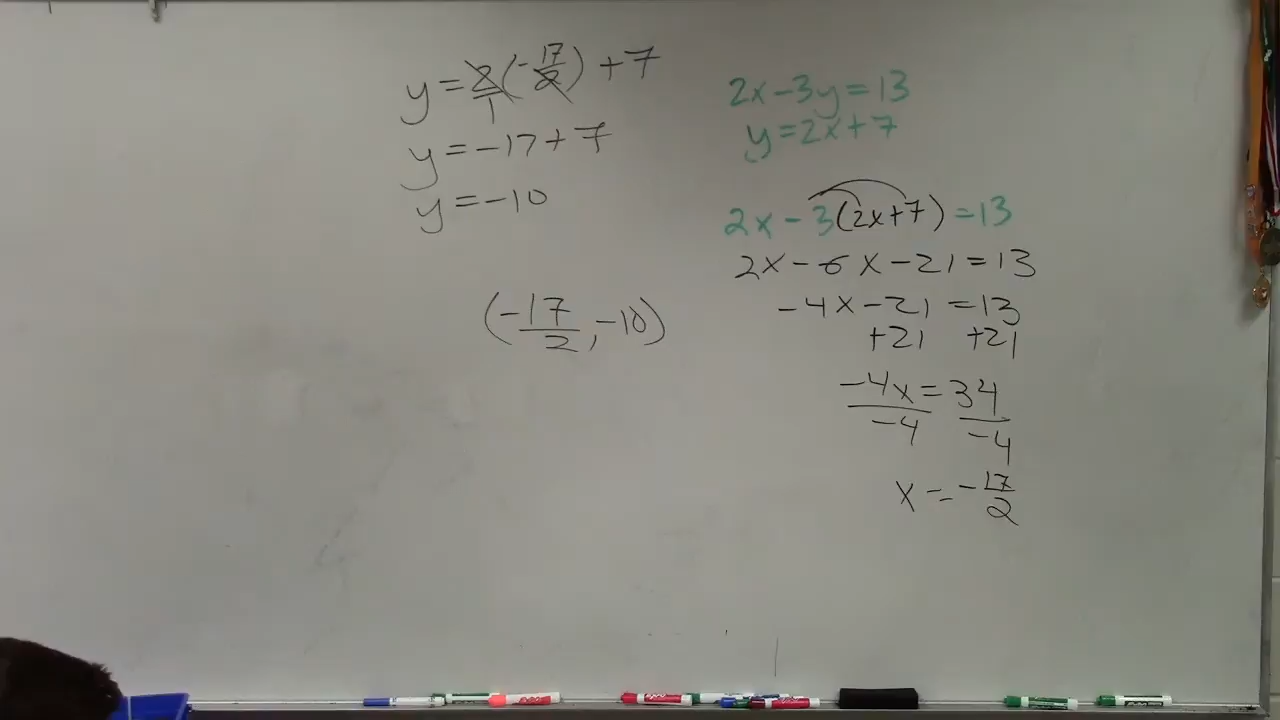 y = 2/1 (-17/2) + 7
y = -17 + 7
y = -10
(-17/2, -10)
2x - 3y = 13
y = 2x + 7
2x - 3(2x + 7) = 13
2x - 6x - 21 = 13
-4x - 21 = 13
+21 +21
-4x = 34
-4 -4
x = -17/2